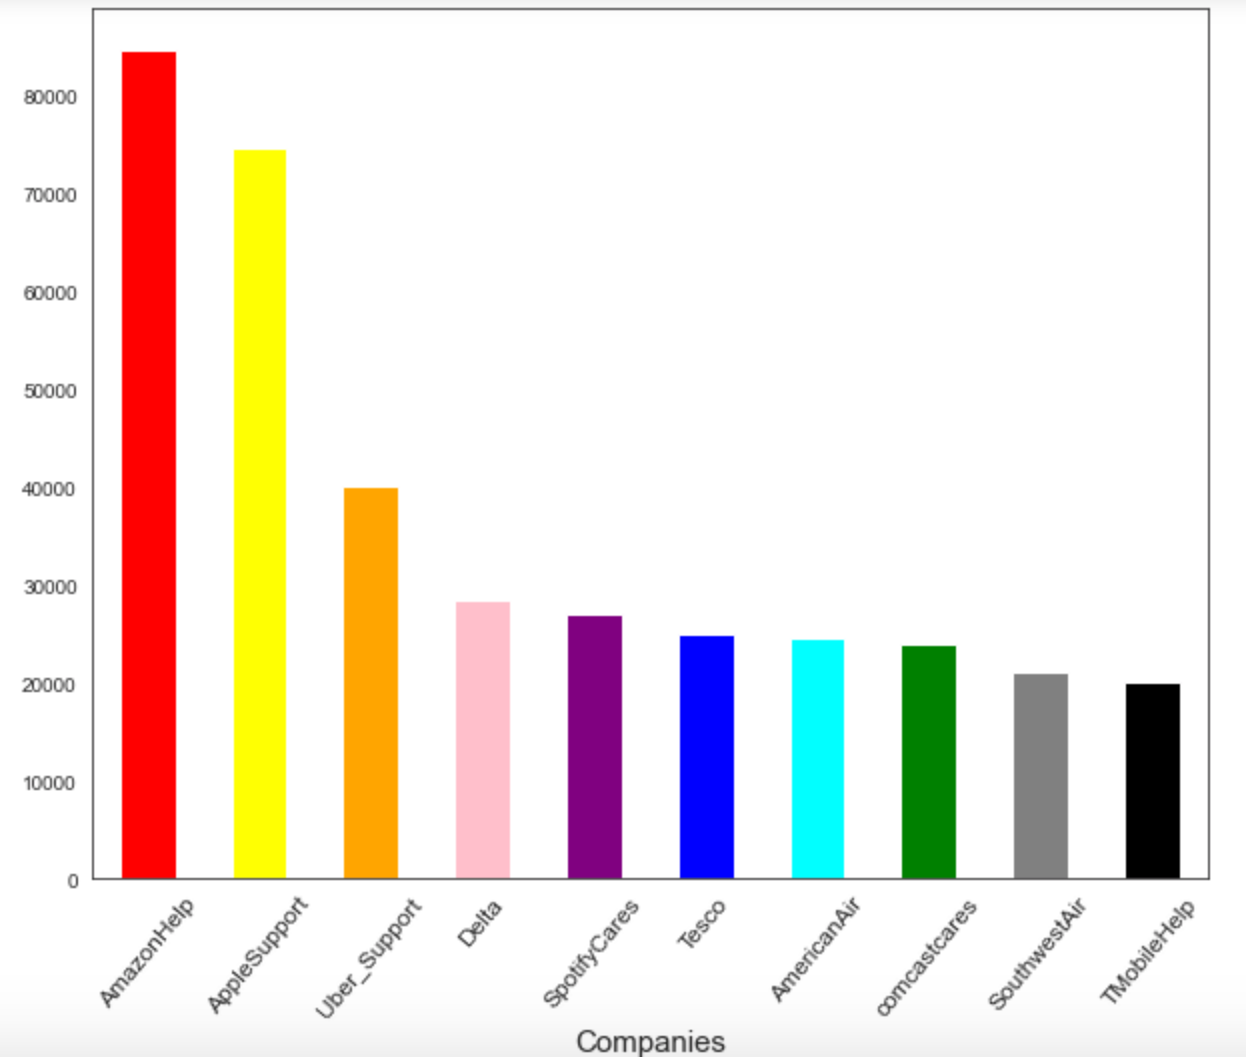 80000
70000
60000
50000
40000
30000
20000
10000
0
AmazonHelp
AppleSupport
Uber_Support
Delta
SpotifyCares
Tesco
AmericanAir
comcastcares
SouthwestAir
TMobileHelp
Companies